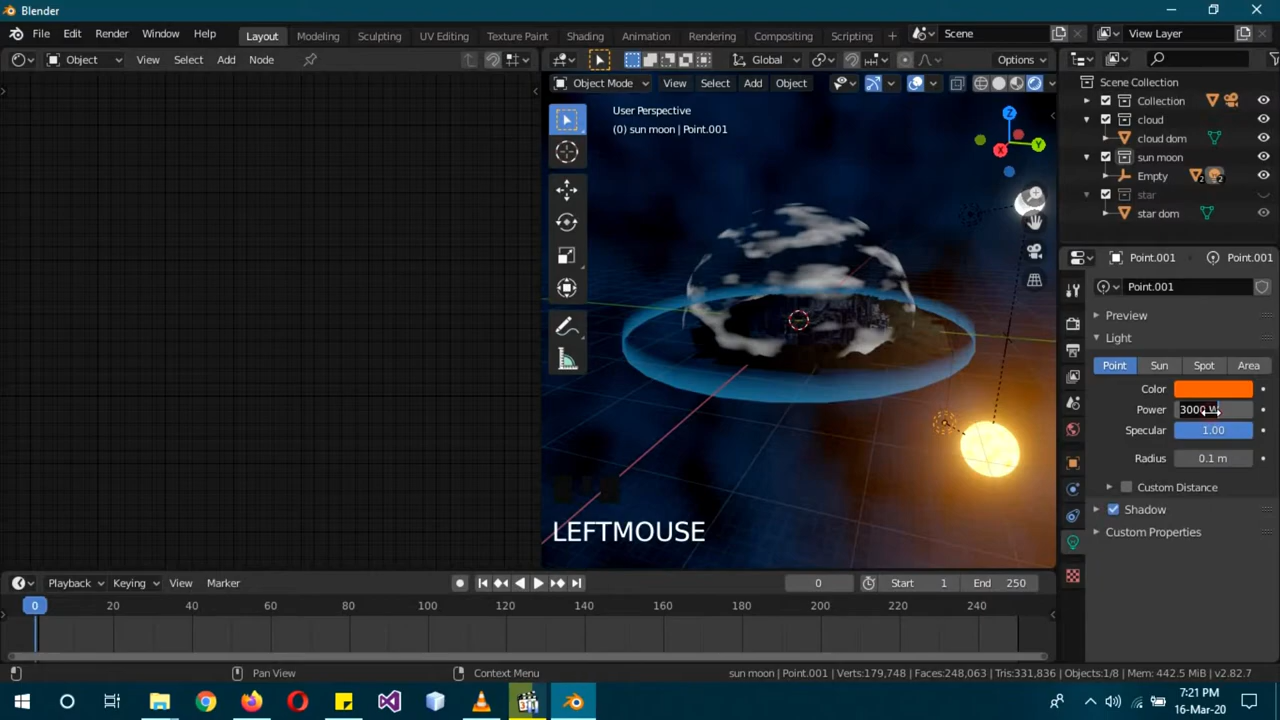 Blender
File Edit Render Window Help Layout Modeling Sculpting UV Editing Texture Paint Shading Animation Rendering Compositing Scripting + Scene View Layer
Object View Select Add Node Global Options
Object Mode View Select Add Object
User Perspective
(0) sun moon | Point.001
Z
Y
X
Scene Collection
Collection
cloud
cloud dom
sun moon
Empty 2 2
star
star dom
Point.001 Point.001
Point.001
Preview
Light
Point Sun Spot Area
Color
Power 3000 W
Specular 1.00
Radius 0.1 m
Custom Distance
Shadow
Custom Properties
LEFTMOUSE
Playback Keying View Marker 0 Start 1 End 250
0 20 40 60 80 100 120 140 160 180 200 220 240
Pan View Context Menu sun moon | Point.001 | Verts:179,748 | Faces:248,063 | Tris:331,836 | Objects:1/8 | Mem: 442.5 MiB | v2.82.7
7:21 PM
16-Mar-20